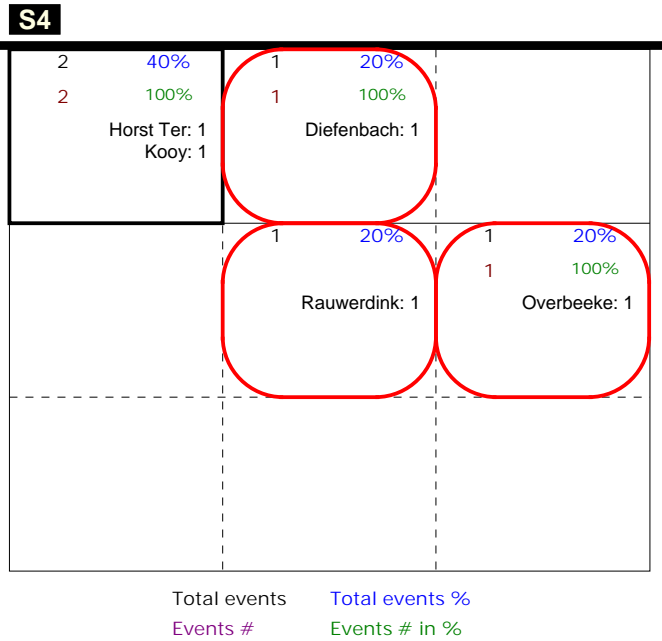 S4
2 40% 1 20%
2 100% 1 100%
Horst Ter: 1 Diefenbach: 1
Kooy: 1
1 20% 1 20%
1 100%
Rauwerdink: 1 Overbeeke: 1
Total events Total events %
Events # Events # in %